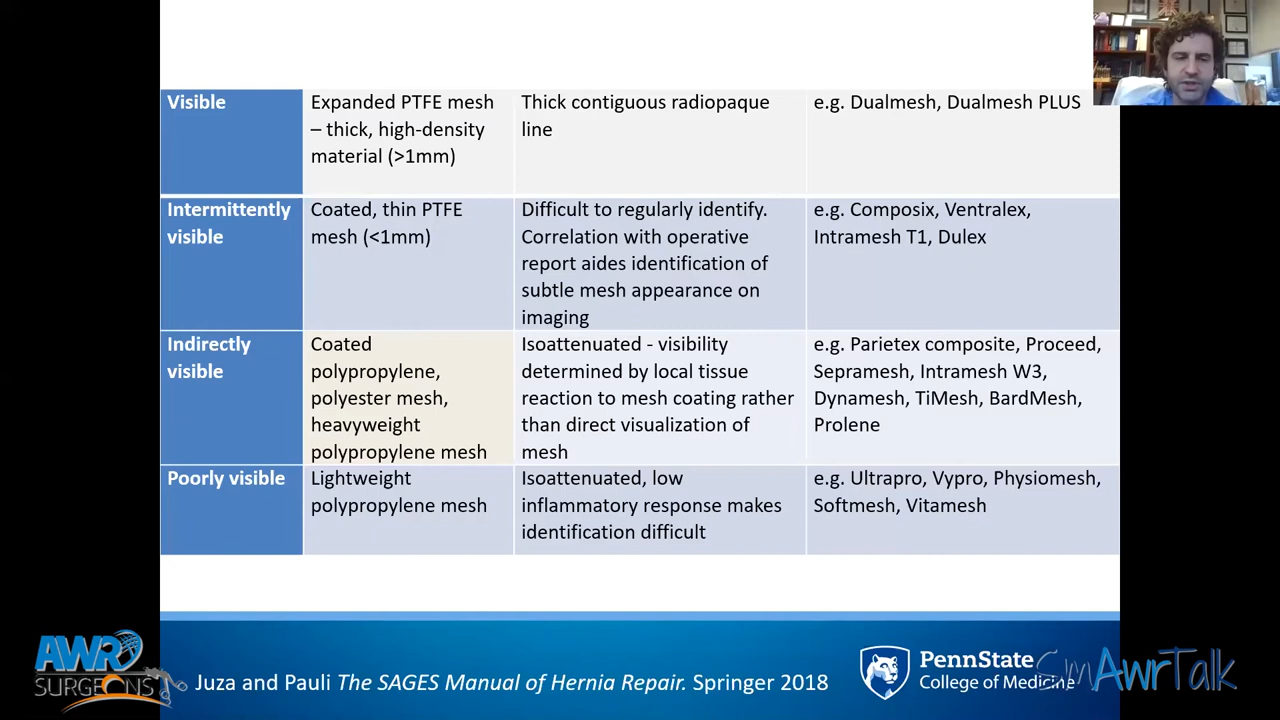 Visible
Expanded PTFE mesh
– thick, high-density
material (>1mm)
Thick contiguous radiopaque
line
e.g. Dualmesh, Dualmesh PLUS
Intermittently
visible
Coated, thin PTFE
mesh (<1mm)
Difficult to regularly identify.
Correlation with operative
report aides identification of
subtle mesh appearance on
imaging
e.g. Composix, Ventralex,
Intramesh T1, Dulex
Indirectly
visible
Coated
polypropylene,
polyester mesh,
heavyweight
polypropylene mesh
Isoattenuated - visibility
determined by local tissue
reaction to mesh coating rather
than direct visualization of
mesh
e.g. Parietex composite, Proceed,
Sepramesh, Intramesh W3,
Dynamesh, TiMesh, BardMesh,
Prolene
Poorly visible
Lightweight
polypropylene mesh
Isoattenuated, low
inflammatory response makes
identification difficult
e.g. Ultrapro, Vypro, Physiomesh,
Softmesh, Vitamesh
AWR
SURGEONS
Juza and Pauli The SAGES Manual of Hernia Repair. Springer 2018
PennState
College of Medicine
SmAwrTalk